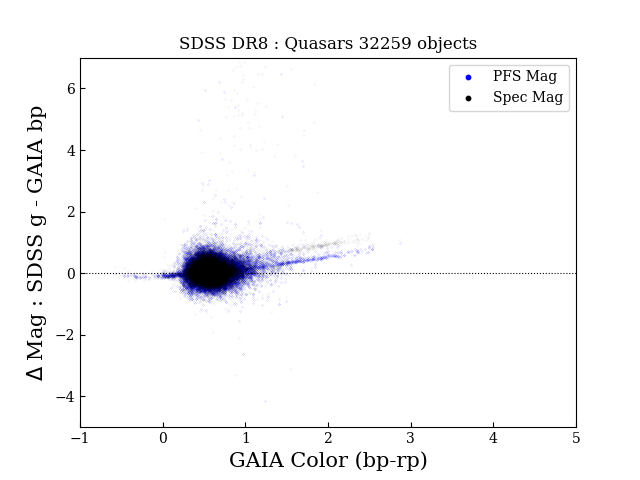 SDSS DR8 : Quasars 32259 objects
PFS Mag
Spec Mag
6
4
2
0
−2
−4
Δ Mag : SDSS g - GAIA bp
−1 0 1 2 3 4 5
GAIA Color (bp-rp)